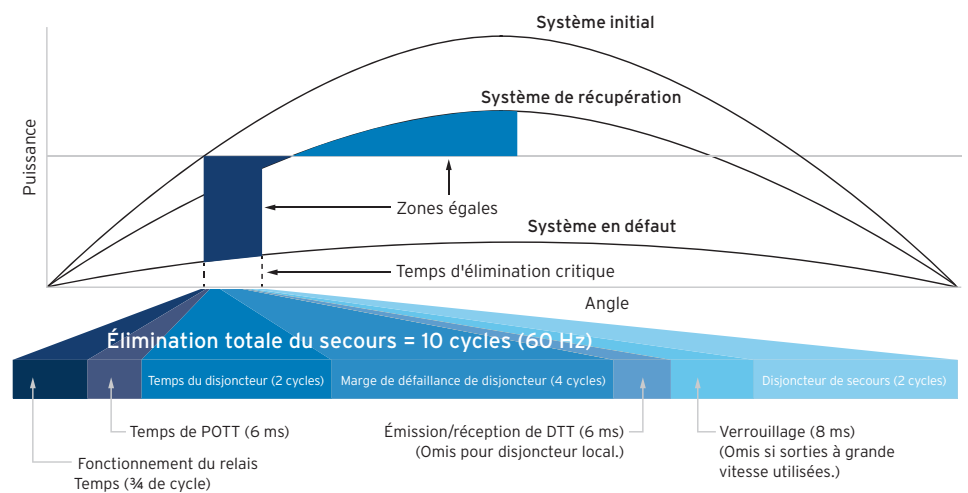 Système initial
Système de récupération
Puissance
Zones égales
Système en défaut
Temps d'élimination critique
Angle
Élimination totale du secours = 10 cycles (60 Hz)
Temps du disjoncteur (2 cycles)
Marge de défaillance de disjoncteur (4 cycles)
Disjoncteur de secours (2 cycles)
Temps de POTT (6 ms)
Émission/réception de DTT (6 ms)
(Omis pour disjoncteur local.)
Verrouillage (8 ms)
(Omis si sorties à grande
vitesse utilisées.)
Fonctionnement du relais
Temps (¾ de cycle)